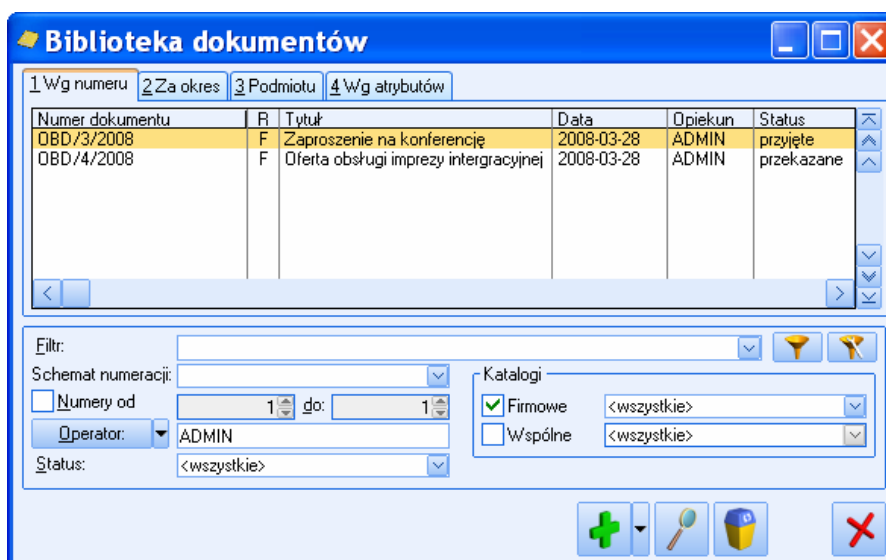 Biblioteka dokumentów
1 Wg numeru 2 Za okres 3 Podmiotu 4 Wg atrybutów
Numer dokumentu R Tytuł Data Opiekun Status
OBD/3/2008 F Zaproszenie na konferencję 2008-03-28 ADMIN przyjęte
OBD/4/2008 F Oferta obsługi imprezy intergracyjnej 2008-03-28 ADMIN przekazane
Filtr:
Schemat numeracji: Katalogi
Numery od 1 do: 1 Firmowe <wszystkie>
Operator: ADMIN Wspólne <wszystkie>
Status: <wszystkie>